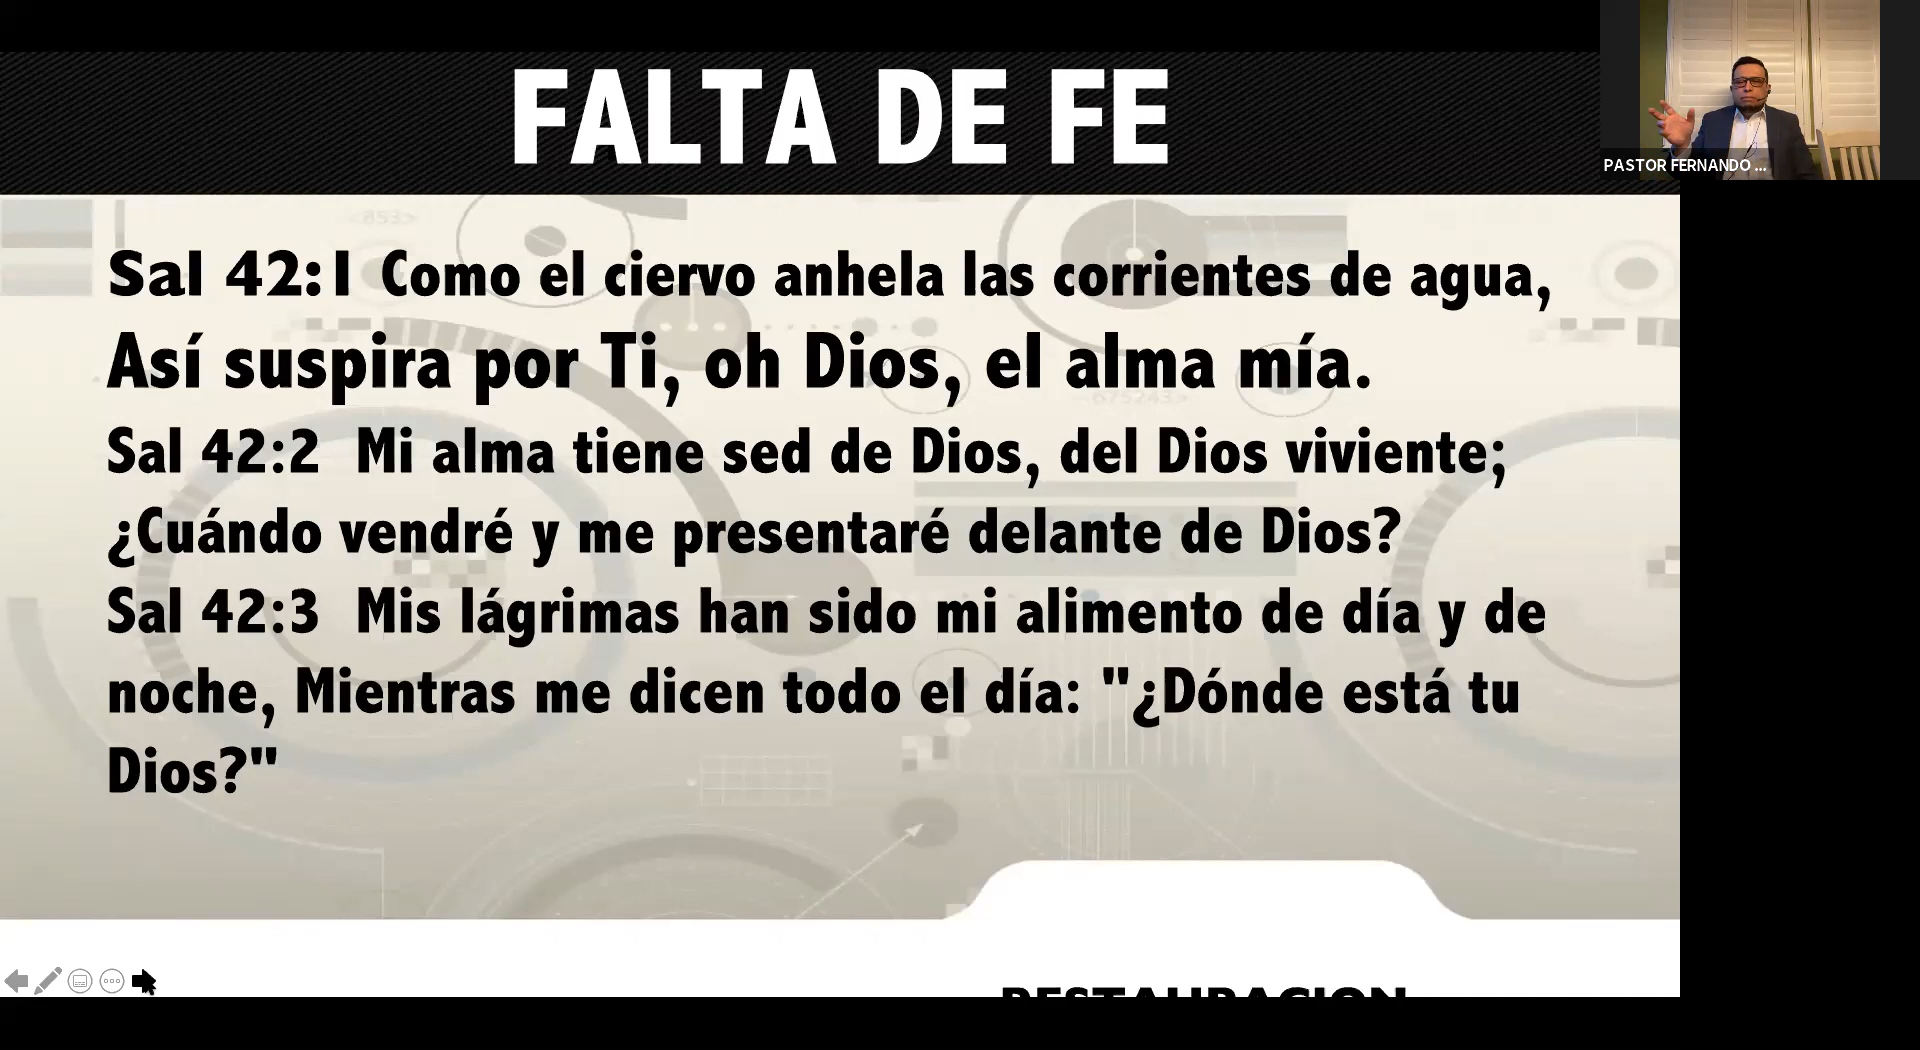 FALTA DE FE
PASTOR FERNANDO ...
Sal 42:1 Como el ciervo anhela las corrientes de agua,
Así suspira por Ti, oh Dios, el alma mía.
Sal 42:2 Mi alma tiene sed de Dios, del Dios viviente;
¿Cuándo vendré y me presentaré delante de Dios?
Sal 42:3 Mis lágrimas han sido mi alimento de día y de
noche, Mientras me dicen todo el día: "¿Dónde está tu
Dios?"
<853>
RESTAURACION